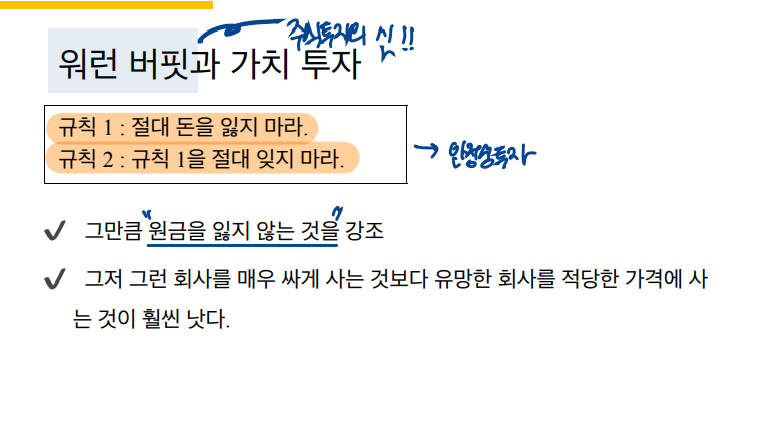 주식투자의 신!!
워런 버핏과 가치 투자
규칙 1 : 절대 돈을 잃지 마라.
규칙 2 : 규칙 1을 절대 잊지 마라.
→ 안정성투자
✔ 그만큼 "원금을 잃지 않는 것을" 강조
✔ 그저 그런 회사를 매우 싸게 사는 것보다 유망한 회사를 적당한 가격에 사
는 것이 훨씬 낫다.